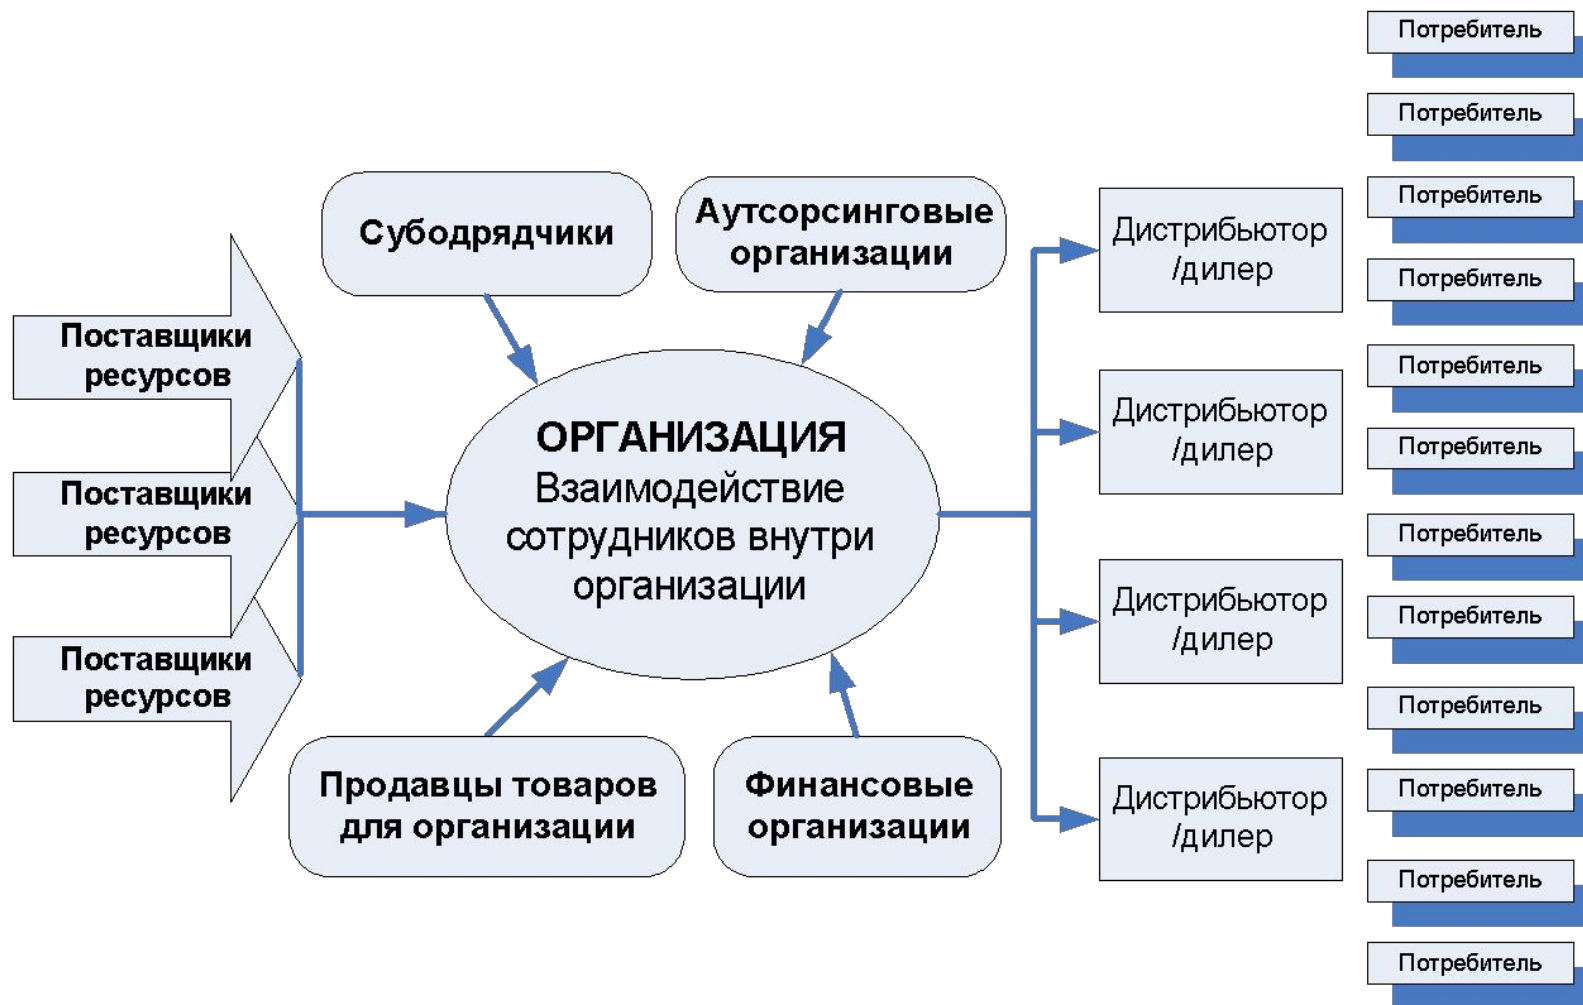 Поставщики
ресурсов
Поставщики
ресурсов
Поставщики
ресурсов
Субодрядчики
Аутсорсинговые
организации
ОРГАНИЗАЦИЯ
Взаимодействие
сотрудников внутри
организации
Продавцы товаров
для организации
Финансовые
организации
Дистрибьютор
/дилер
Дистрибьютор
/дилер
Дистрибьютор
/дилер
Дистрибьютор
/дилер
Потребитель
Потребитель
Потребитель
Потребитель
Потребитель
Потребитель
Потребитель
Потребитель
Потребитель
Потребитель
Потребитель
Потребитель